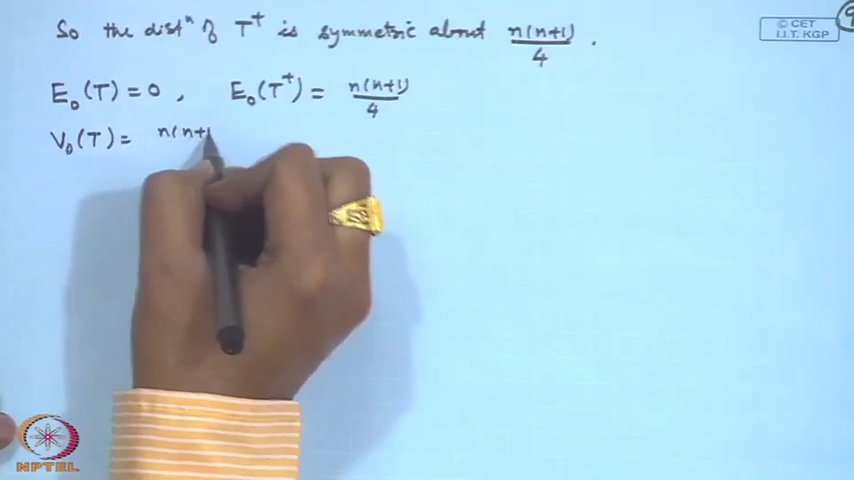 So the distⁿ of T⁺ is symmetric about n(n+1)/4 .
E₀(T) = 0 , E₀(T⁺) = n(n+1)/4
V₀(T) = n(n+1
© CET
I.I.T. KGP
9
NPTEL